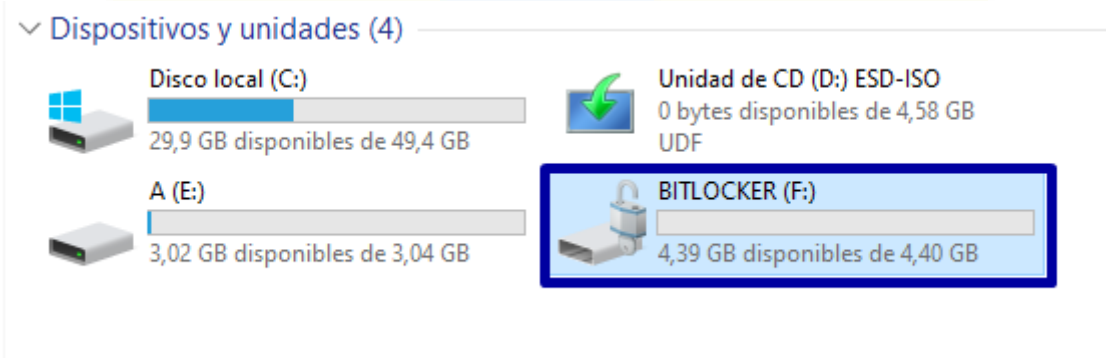 Dispositivos y unidades (4)
Disco local (C:)
29,9 GB disponibles de 49,4 GB
Unidad de CD (D:) ESD-ISO
0 bytes disponibles de 4,58 GB
UDF
A (E:)
3,02 GB disponibles de 3,04 GB
BITLOCKER (F:)
4,39 GB disponibles de 4,40 GB